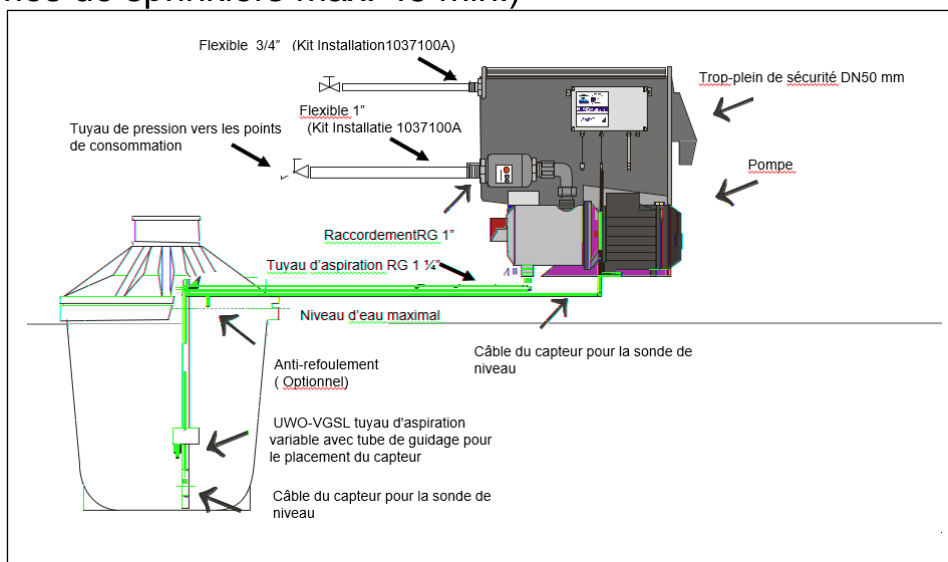 Flexible 3/4” (Kit Installation1037100A)
Trop-plein de sécurité DN50 mm
Flexible 1”
(Kit Installatie 1037100A
Tuyau de pression vers les points
de consommation
Pompe
RaccordementRG 1”
Tuyau d’aspiration RG 1 ¼”
Niveau d’eau maximal
Câble du capteur pour la sonde de
niveau
Anti-refoulement
( Optionnel)
UWO-VGSL tuyau d'aspiration
variable avec tube de guidage pour
le placement du capteur
Câble du capteur pour la sonde de
niveau